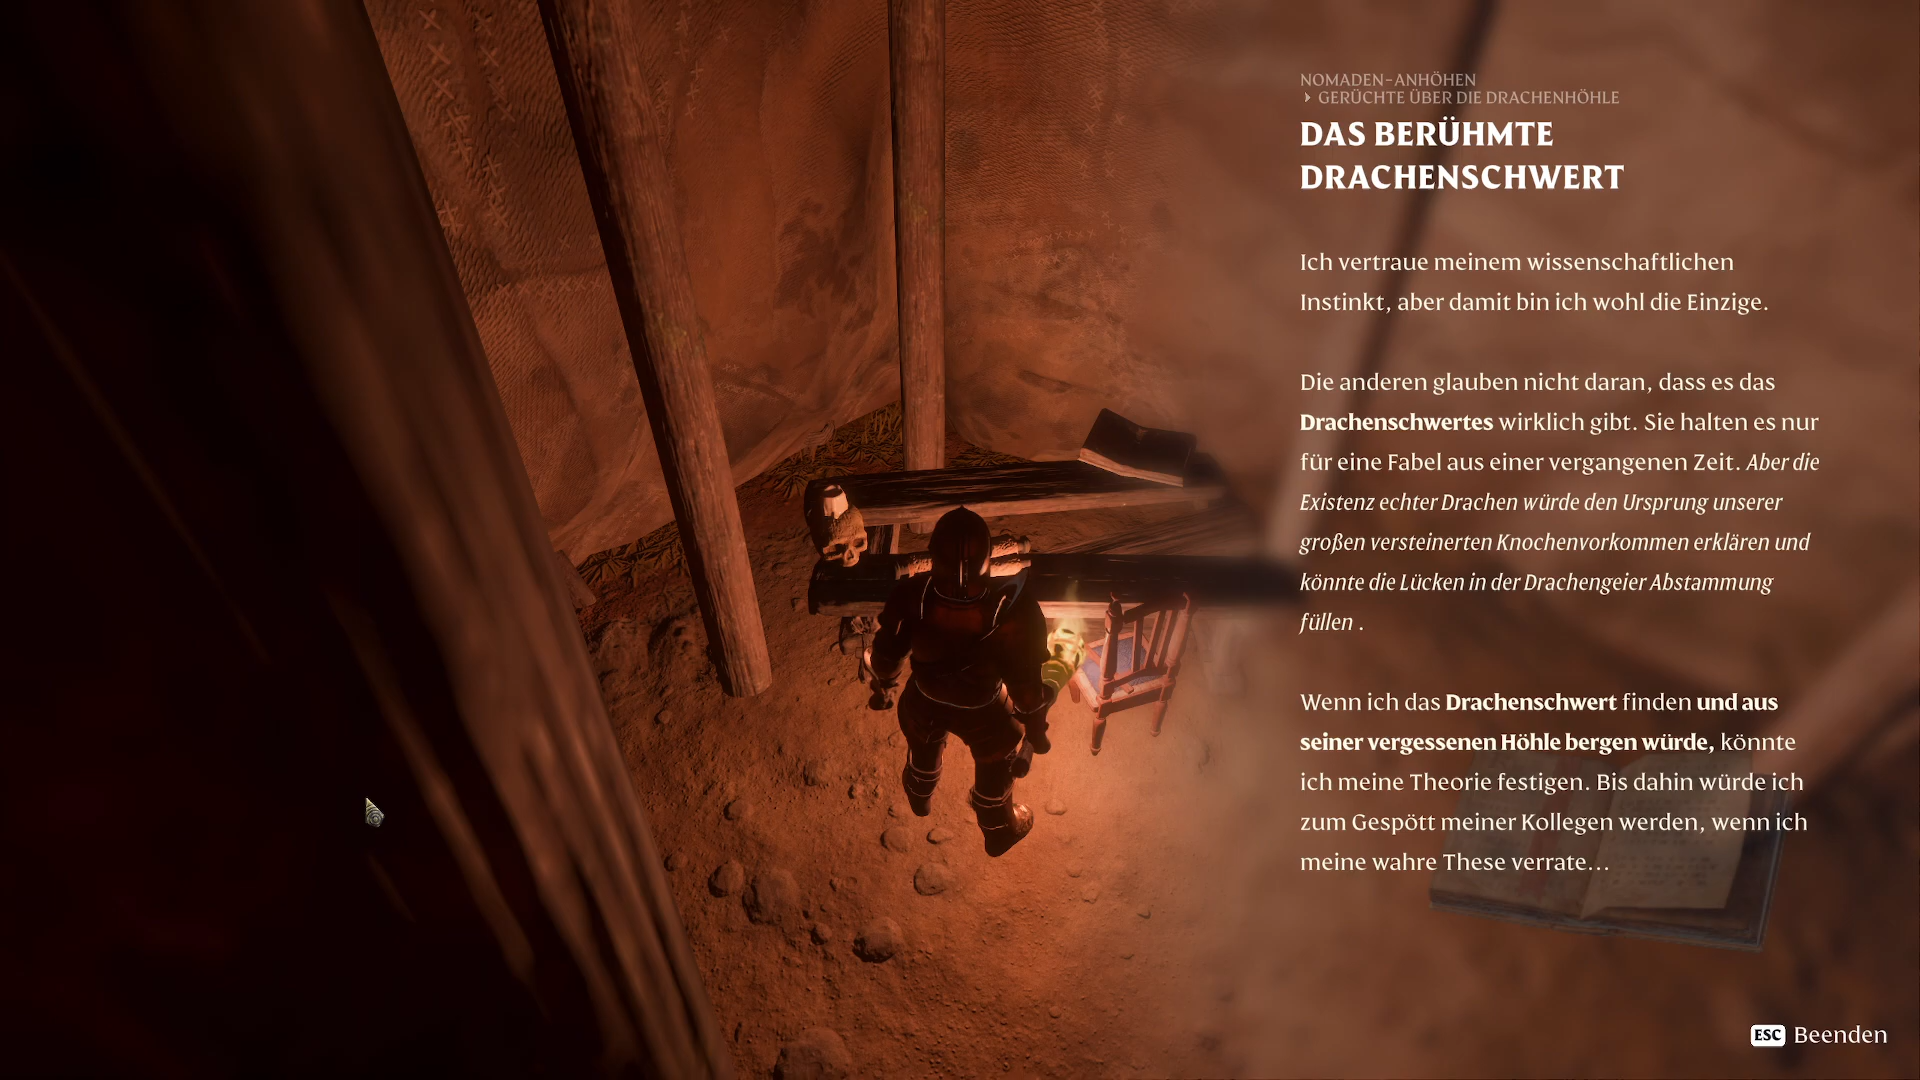 NOMADEN-ANHÖHEN
GERÜCHTE ÜBER DIE DRACHENHÖHLE
DAS BERÜHMTE
DRACHENSCHWERT
Ich vertraue meinem wissenschaftlichen
Instinkt, aber damit bin ich wohl die Einzige.
Die anderen glauben nicht daran, dass es das
Drachenschwertes wirklich gibt. Sie halten es nur
für eine Fabel aus einer vergangenen Zeit. Aber die
Existenz echter Drachen würde den Ursprung unserer
großen versteinerten Knochenvorkommen erklären und
könnte die Lücken in der Drachengeier Abstammung
füllen .
Wenn ich das Drachenschwert finden und aus
seiner vergessenen Höhle bergen würde, könnte
ich meine Theorie festigen. Bis dahin würde ich
zum Gespött meiner Kollegen werden, wenn ich
meine wahre These verrate...
ESC Beenden